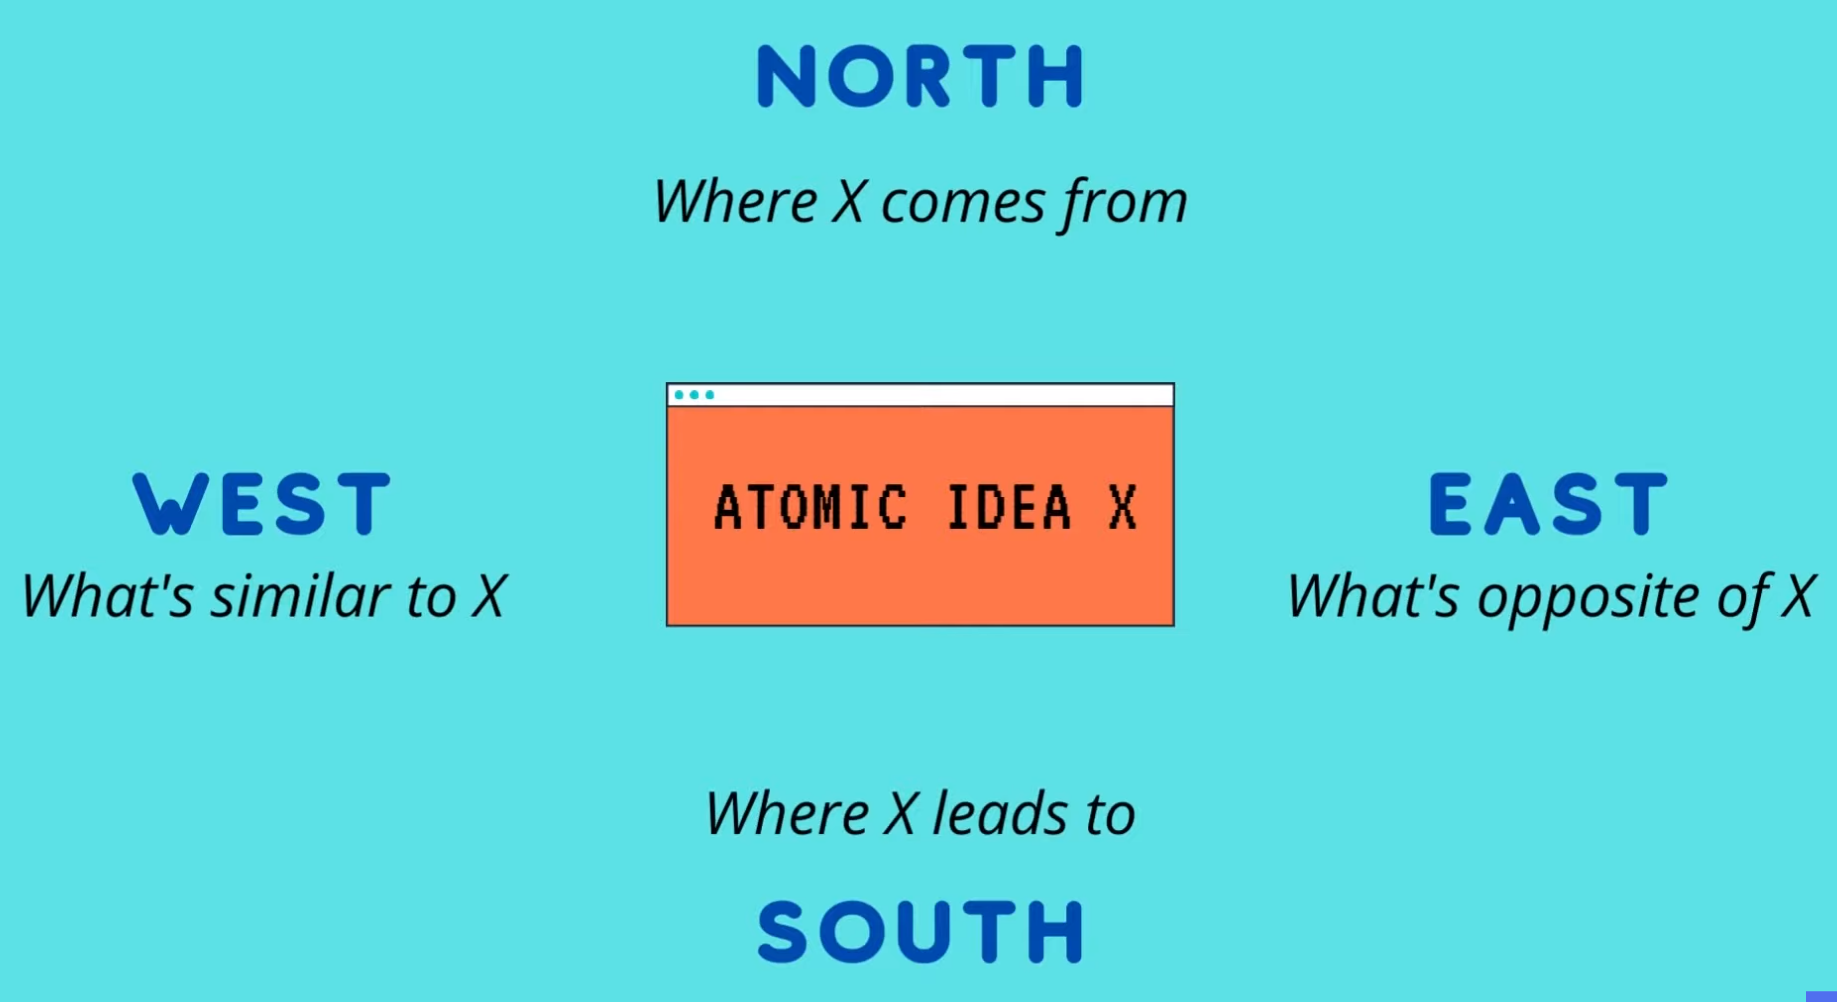 NORTH
Where X comes from
ATOMIC IDEA X
WEST
What's similar to X
EAST
What's opposite of X
Where X leads to
SOUTH